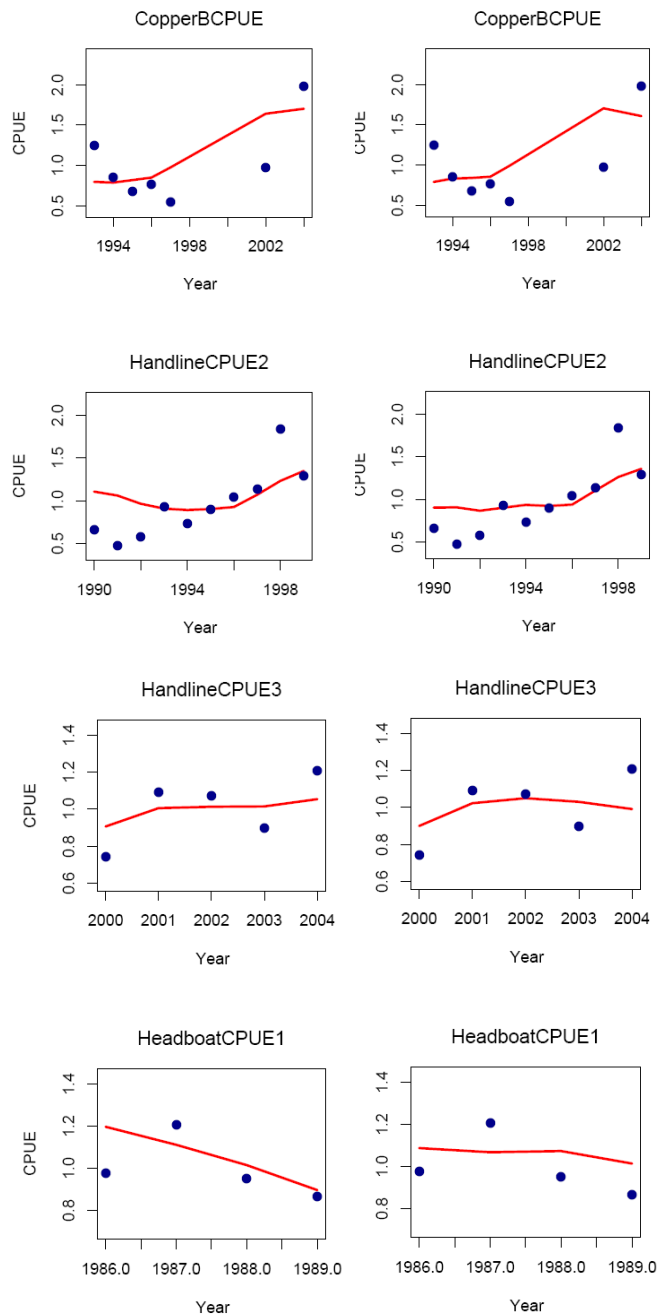 CopperBCPUE
CPUE
2.0
1.5
1.0
0.5
1994 1998 2002
Year
CopperBCPUE
CPUE
2.0
1.5
1.0
0.5
1994 1998 2002
Year
HandlineCPUE2
CPUE
2.0
1.5
1.0
0.5
1990 1994 1998
Year
HandlineCPUE2
CPUE
2.0
1.5
1.0
0.5
1990 1994 1998
Year
HandlineCPUE3
CPUE
1.4
1.2
1.0
0.8
0.6
2000 2001 2002 2003 2004
Year
HandlineCPUE3
1.4
1.2
1.0
0.8
0.6
2000 2001 2002 2003 2004
Year
HeadboatCPUE1
CPUE
1.4
1.2
1.0
0.8
1986.0 1987.0 1988.0 1989.0
Year
HeadboatCPUE1
1.4
1.2
1.0
0.8
1986.0 1987.0 1988.0 1989.0
Year